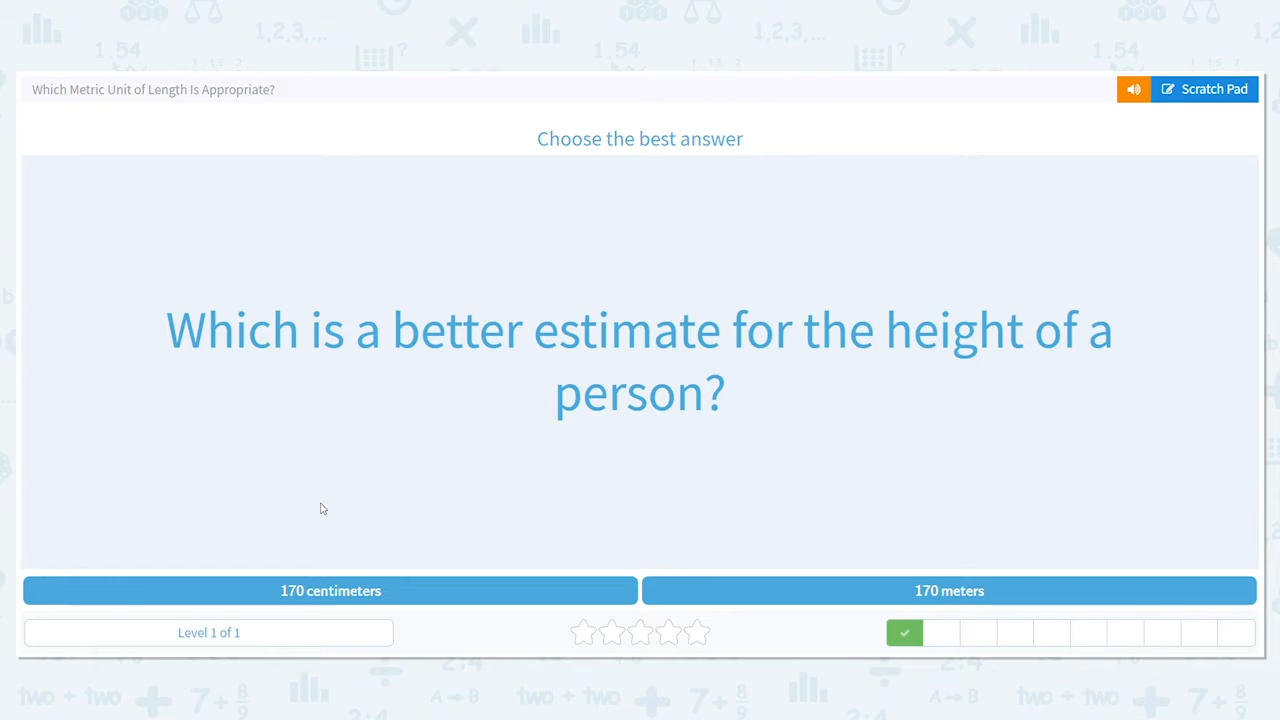 Which Metric Unit of Length Is Appropriate?
Scratch Pad
Choose the best answer
Which is a better estimate for the height of a
person?
170 centimeters
170 meters
Level 1 of 1